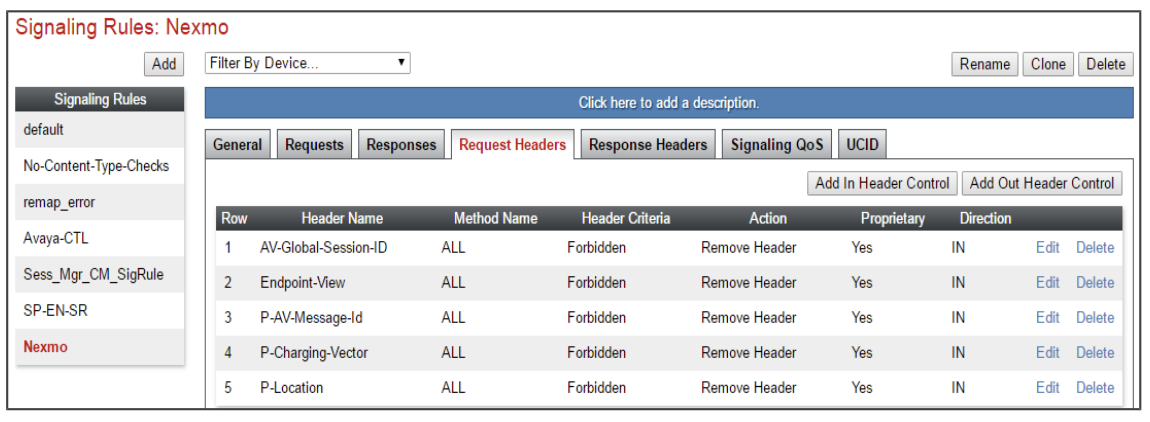 Signaling Rules: Nexmo
Add
Filter By Device...
Rename Clone Delete
Signaling Rules
default
No-Content-Type-Checks
remap_error
Avaya-CTL
Sess_Mgr_CM_SigRule
SP-EN-SR
Nexmo
Click here to add a description.
General Requests Responses Request Headers Response Headers Signaling QoS UCID
Add In Header Control Add Out Header Control
Row Header Name Method Name Header Criteria Action Proprietary Direction
1 AV-Global-Session-ID ALL Forbidden Remove Header Yes IN Edit Delete
2 Endpoint-View ALL Forbidden Remove Header Yes IN Edit Delete
3 P-AV-Message-Id ALL Forbidden Remove Header Yes IN Edit Delete
4 P-Charging-Vector ALL Forbidden Remove Header Yes IN Edit Delete
5 P-Location ALL Forbidden Remove Header Yes IN Edit Delete